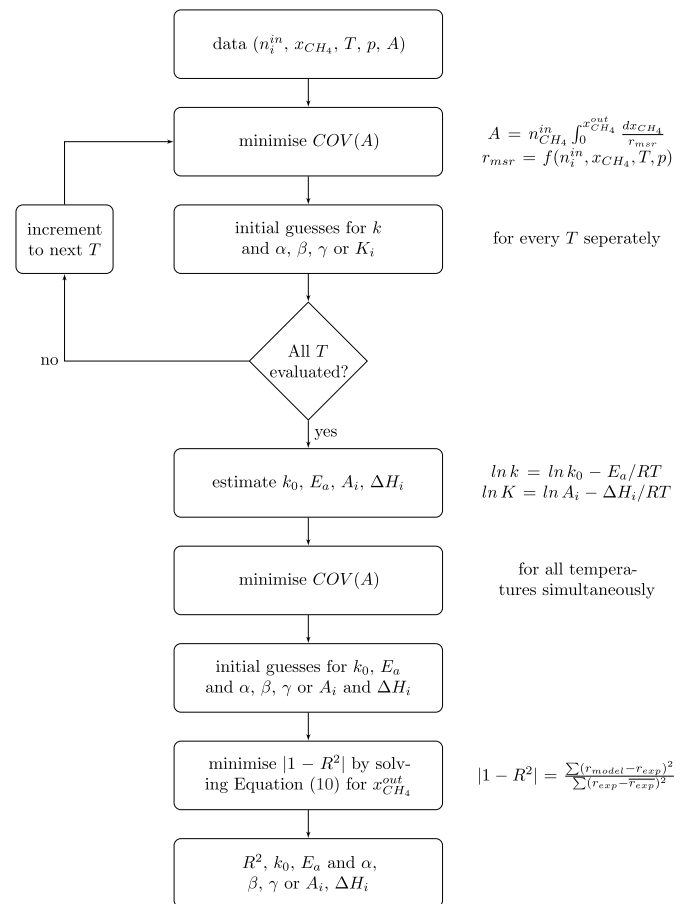 data (n_i^{in}, x_{CH_4}, T, p, A)
minimise COV(A)
A = n_{CH_4}^{in} ∫_0^{x_{CH_4}^{out}} \frac{dx_{CH_4}}{r_{msr}}
r_{msr} = f(n_i^{in}, x_{CH_4}, T, p)
increment
to next T
initial guesses for k
and α, β, γ or K_i
for every T seperately
All T
evaluated?
no
yes
estimate k_0, E_a, A_i, ΔH_i
ln k = ln k_0 − E_a/RT
ln K = ln A_i − ΔH_i/RT
minimise COV(A)
for all tempera-
tures simultaneously
initial guesses for k_0, E_a
and α, β, γ or A_i and ΔH_i
minimise |1 − R^2| by solv-
ing Equation (10) for x_{CH_4}^{out}
|1 − R^2| = \frac{∑(r_{model}−r_{exp})^2}{∑(r_{exp}−\overline{r_{exp}})^2}
R^2, k_0, E_a and α,
β, γ or A_i, ΔH_i